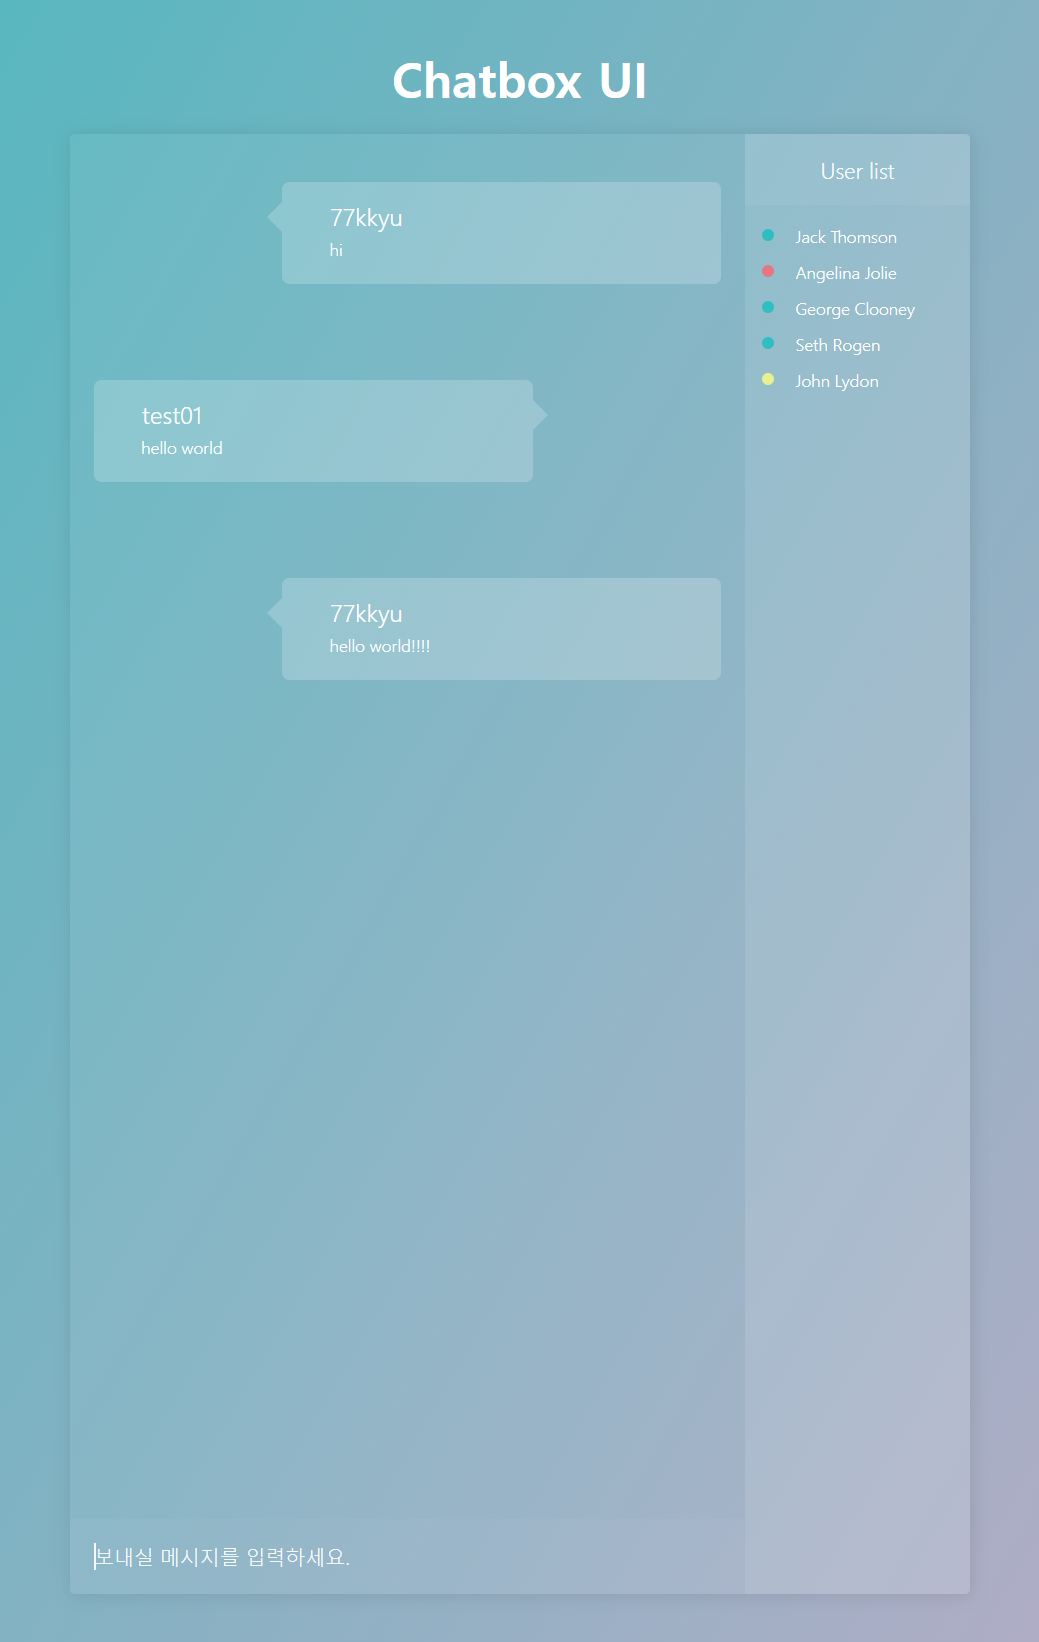 Chatbox UI
77kkyu
hi
test01
hello world
77kkyu
hello world!!!!
보내실 메시지를 입력하세요.
User list
Jack Thomson
Angelina Jolie
George Clooney
Seth Rogen
John Lydon